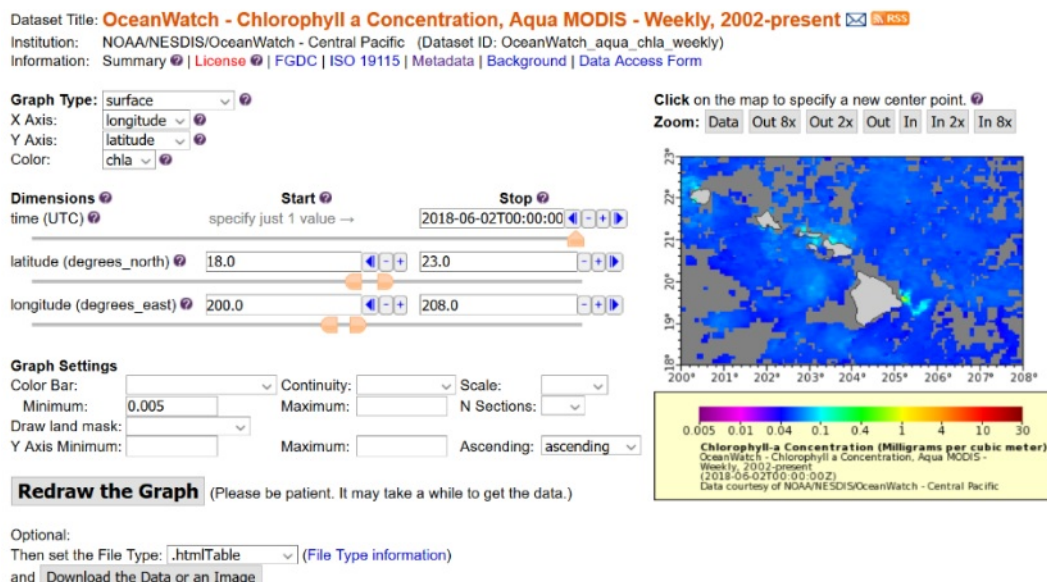 Dataset Title: OceanWatch - Chlorophyll a Concentration, Aqua MODIS - Weekly, 2002-present RSS
Institution: NOAA/NESDIS/OceanWatch - Central Pacific (Dataset ID: OceanWatch_aqua_chla_weekly)
Information: Summary ? | License ? | FGDC | ISO 19115 | Metadata | Background | Data Access Form
Graph Type: surface ?
X Axis: longitude ?
Y Axis: latitude ?
Color: chla ?
Dimensions ? Start ? Stop ?
time (UTC) ? specify just 1 value → 2018-06-02T00:00:00 - +
latitude (degrees_north) ? 18.0 - + 23.0 - +
longitude (degrees_east) ? 200.0 - + 208.0 - +
Graph Settings
Color Bar: Continuity: Scale:
Minimum: 0.005 Maximum: N Sections:
Draw land mask:
Y Axis Minimum: Maximum: Ascending: ascending
Redraw the Graph (Please be patient. It may take a while to get the data.)
Optional:
Then set the File Type: .htmlTable (File Type information)
and Download the Data or an Image
Click on the map to specify a new center point. ?
Zoom: Data Out 8x Out 2x Out In In 2x In 8x
23°
22°
21°
20°
19°
18°
200° 201° 202° 203° 204° 205° 206° 207° 208°
0.005 0.01 0.04 0.1 0.4 1 4 10 30
Chlorophyll-a Concentration (Milligrams per cubic meter)
OceanWatch - Chlorophyll a Concentration, Aqua MODIS -
Weekly, 2002-present
(2018-06-02T00:00:00Z)
Data courtesy of NOAA/NESDIS/OceanWatch - Central Pacific